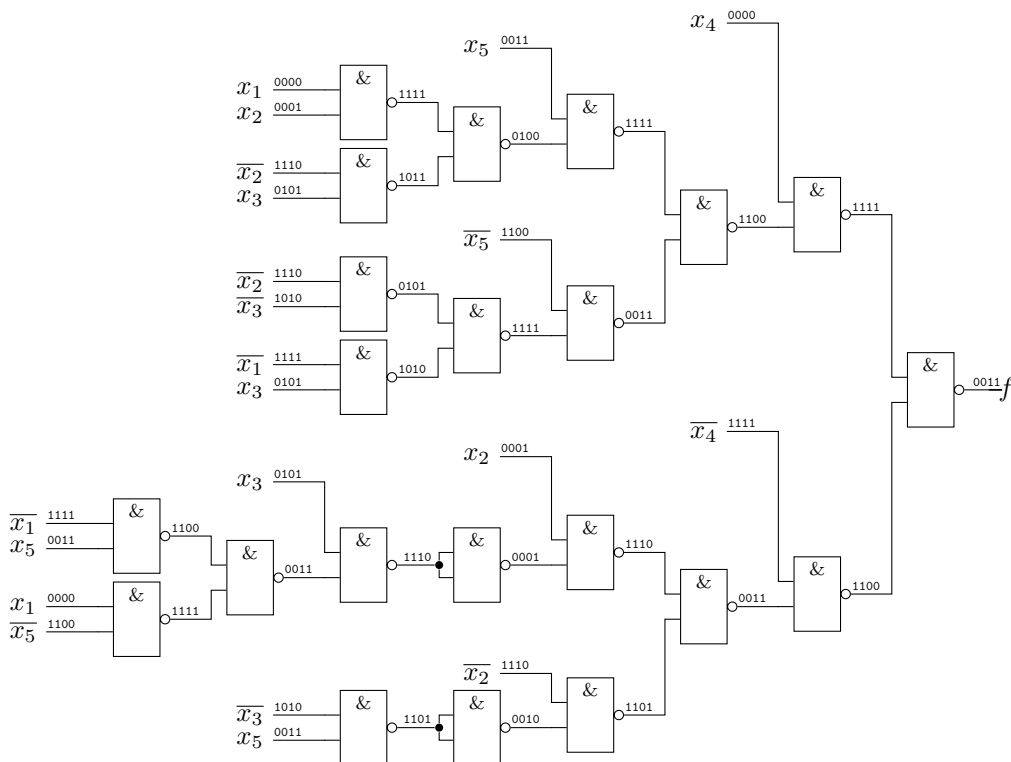 x₄ 0000
x₅ 0011
x₁ 0000 & 1111
x₂ 0001
& 0100
& 1111
x̅₂ 1110 & 1011
x₃ 0101
& 1100
& 1111
x̅₅ 1100
x̅₂ 1110 & 0101
x̅₃ 1010
& 1111
& 0011
x̅₁ 1111 & 1010
x₃ 0101
& 0011 f
x̅₄ 1111
x₂ 0001
x₃ 0101
x̅₁ 1111 & 1100
x₅ 0011
& 0011
& 1110
& 0001
& 1110
x₁ 0000 & 1111
x̅₅ 1100
& 0011
& 1100
x̅₂ 1110
x̅₃ 1010 & 1101
x₅ 0011
& 0010
& 1101